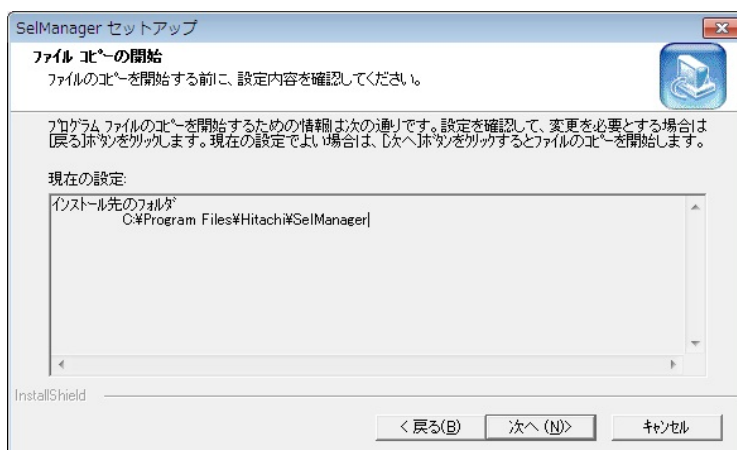 SelManager セットアップ
ファイル コピーの開始
ファイルのコピーを開始する前に、設定内容を確認してください。
プログラム ファイルのコピーを開始するための情報は次の通りです。設定を確認して、変更を必要とする場合は
[戻る]ボタンをクリックします。現在の設定でよい場合は、[次へ]ボタンをクリックするとファイルのコピーを開始します。
現在の設定:
インストール先のフォルダ
C:¥Program Files¥Hitachi¥SelManager
InstallShield
< 戻る(B)
次へ (N)>
キャンセル